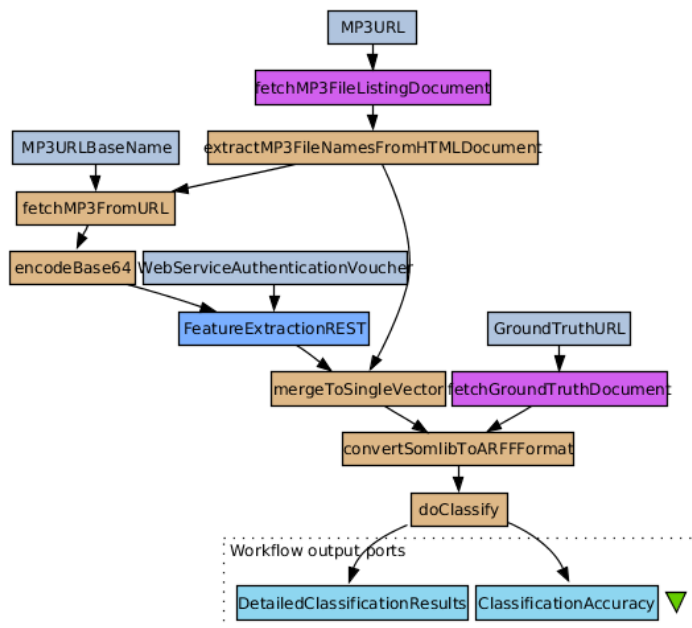 MP3URL
fetchMP3FileListingDocument
MP3URLBaseName
extractMP3FileNamesFromHTMLDocument
fetchMP3FromURL
encodeBase64
WebServiceAuthenticationVoucher
FeatureExtractionREST
GroundTruthURL
mergeToSingleVector
fetchGroundTruthDocument
convertSomlibToARFFFormat
doClassify
Workflow output ports
DetailedClassificationResults
ClassificationAccuracy